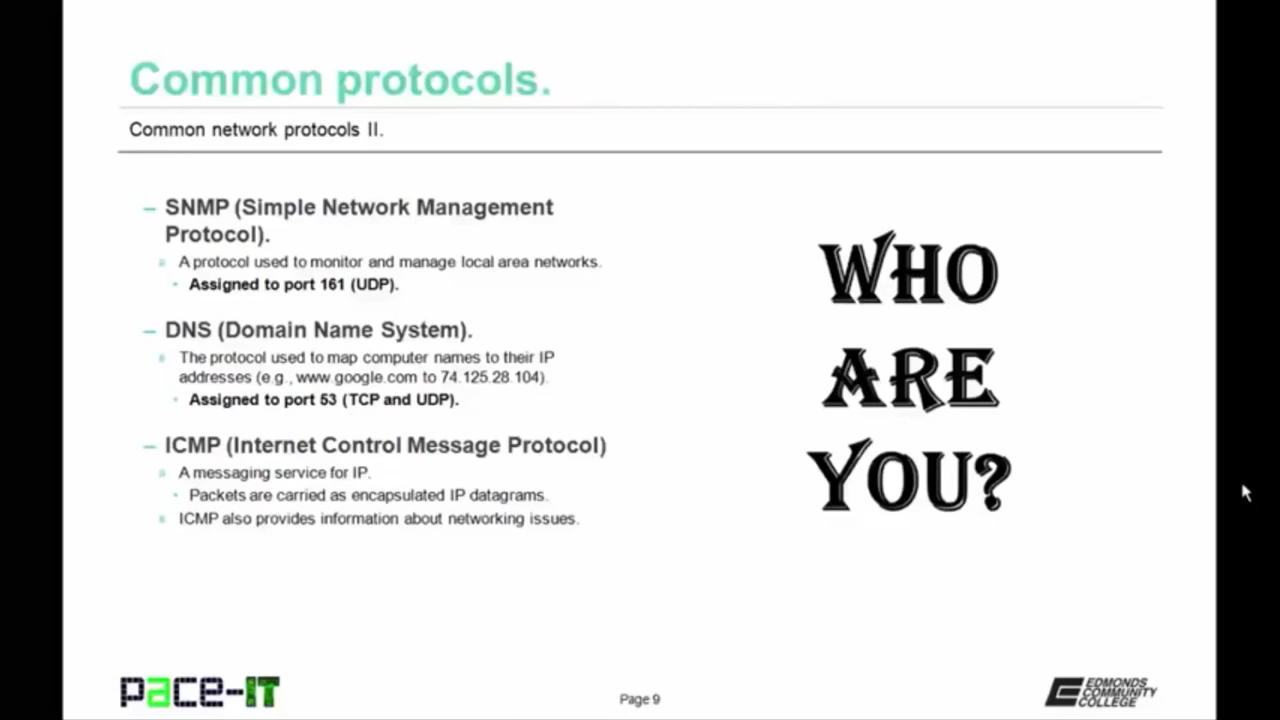 Common protocols.
Common network protocols II.
– SNMP (Simple Network Management
Protocol).
A protocol used to monitor and manage local area networks.
Assigned to port 161 (UDP).
– DNS (Domain Name System).
The protocol used to map computer names to their IP
addresses (e.g., www.google.com to 74.125.28.104).
Assigned to port 53 (TCP and UDP).
– ICMP (Internet Control Message Protocol)
A messaging service for IP.
Packets are carried as encapsulated IP datagrams.
ICMP also provides information about networking issues.
WHO
ARE
YOU?
pace-IT
Page 9
EDMONDS
COMMUNITY
COLLEGE